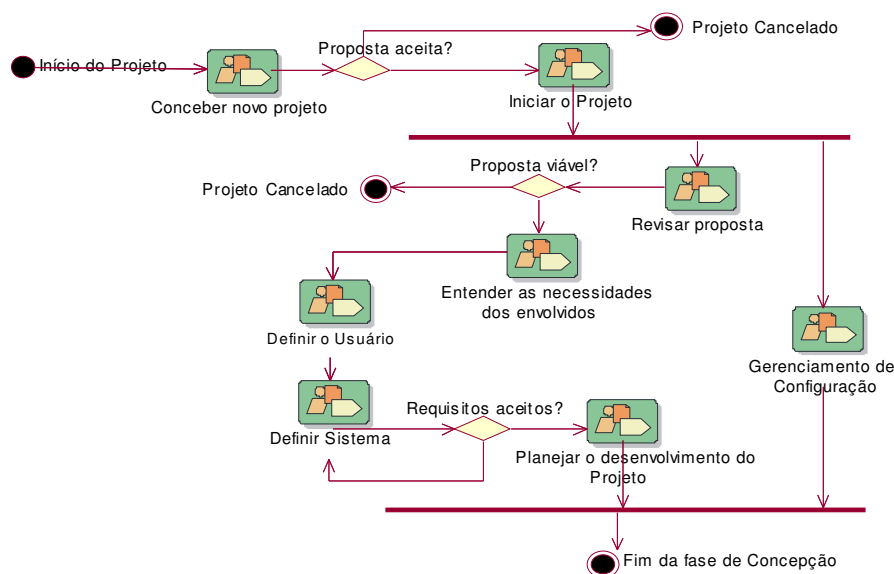 Projeto Cancelado
Proposta aceita?
Início do Projeto
Conceber novo projeto
Iniciar o Projeto
Proposta viável?
Projeto Cancelado
Revisar proposta
Entender as necessidades
dos envolvidos
Definir o Usuário
Gerenciamento de
Configuração
Requisitos aceitos?
Definir Sistema
Planejar o desenvolvimento do
Projeto
Fim da fase de Concepção